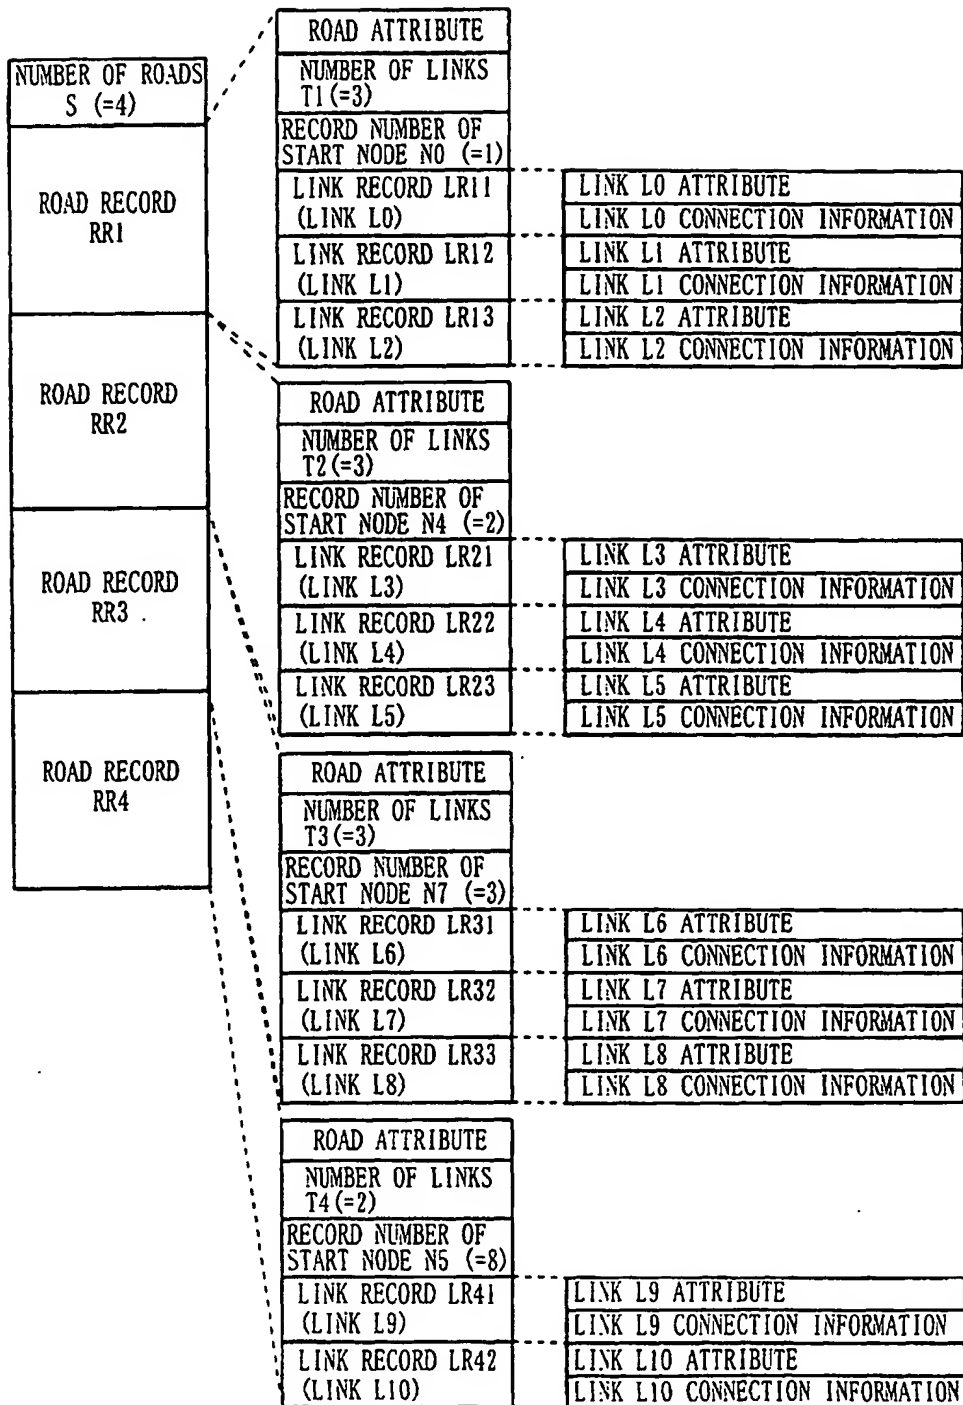 NUMBER OF ROADS
S (=4)
ROAD RECORD
RR1
ROAD RECORD
RR2
ROAD RECORD
RR3
ROAD RECORD
RR4
ROAD ATTRIBUTE
NUMBER OF LINKS
T1(=3)
RECORD NUMBER OF
START NODE N0 (=1)
LINK RECORD LR11
(LINK L0)
LINK RECORD LR12
(LINK L1)
LINK RECORD LR13
(LINK L2)
LINK L0 ATTRIBUTE
LINK L0 CONNECTION INFORMATION
LINK L1 ATTRIBUTE
LINK L1 CONNECTION INFORMATION
LINK L2 ATTRIBUTE
LINK L2 CONNECTION INFORMATION
ROAD ATTRIBUTE
NUMBER OF LINKS
T2(=3)
RECORD NUMBER OF
START NODE N4 (=2)
LINK RECORD LR21
(LINK L3)
LINK RECORD LR22
(LINK L4)
LINK RECORD LR23
(LINK L5)
LINK L3 ATTRIBUTE
LINK L3 CONNECTION INFORMATION
LINK L4 ATTRIBUTE
LINK L4 CONNECTION INFORMATION
LINK L5 ATTRIBUTE
LINK L5 CONNECTION INFORMATION
ROAD ATTRIBUTE
NUMBER OF LINKS
T3(=3)
RECORD NUMBER OF
START NODE N7 (=3)
LINK RECORD LR31
(LINK L6)
LINK RECORD LR32
(LINK L7)
LINK RECORD LR33
(LINK L8)
LINK L6 ATTRIBUTE
LINK L6 CONNECTION INFORMATION
LINK L7 ATTRIBUTE
LINK L7 CONNECTION INFORMATION
LINK L8 ATTRIBUTE
LINK L8 CONNECTION INFORMATION
ROAD ATTRIBUTE
NUMBER OF LINKS
T4(=2)
RECORD NUMBER OF
START NODE N5 (=8)
LINK RECORD LR41
(LINK L9)
LINK RECORD LR42
(LINK L10)
LINK L9 ATTRIBUTE
LINK L9 CONNECTION INFORMATION
LINK L10 ATTRIBUTE
LINK L10 CONNECTION INFORMATION